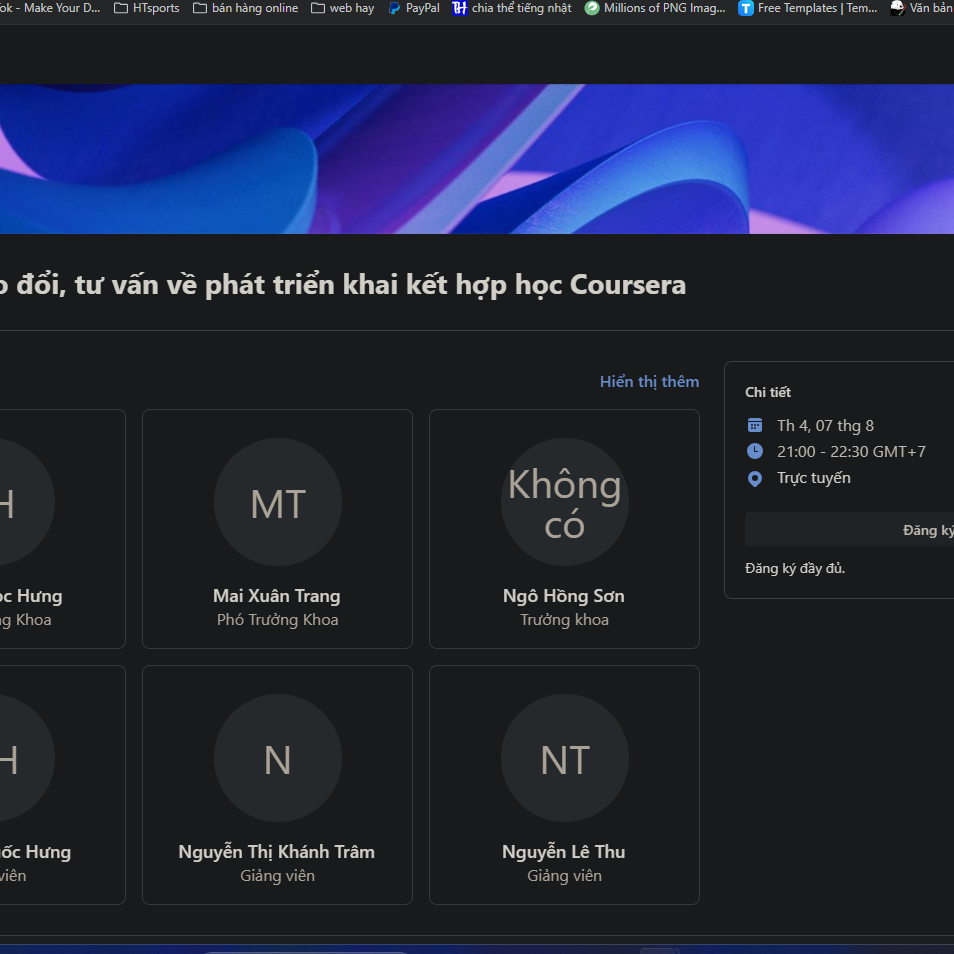 ok - Make Your D... HTsports bán hàng online web hay PayPal chia thể tiếng nhật Millions of PNG Imag... Free Templates | Tem... Văn bản
đổi, tư vấn về phát triển khai kết hợp học Coursera
Hiển thị thêm
Chi tiết
Th 4, 07 thg 8
21:00 - 22:30 GMT+7
Trực tuyến
Đăng ký
Đăng ký đầy đủ.
H
MT
Không
có
Hưng
Mai Xuân Trang
Ngô Hồng Sơn
Khoa
Phó Trưởng Khoa
Trưởng khoa
H
N
NT
Hưng
Nguyễn Thị Khánh Trâm
Nguyễn Lê Thu
viên
Giảng viên
Giảng viên